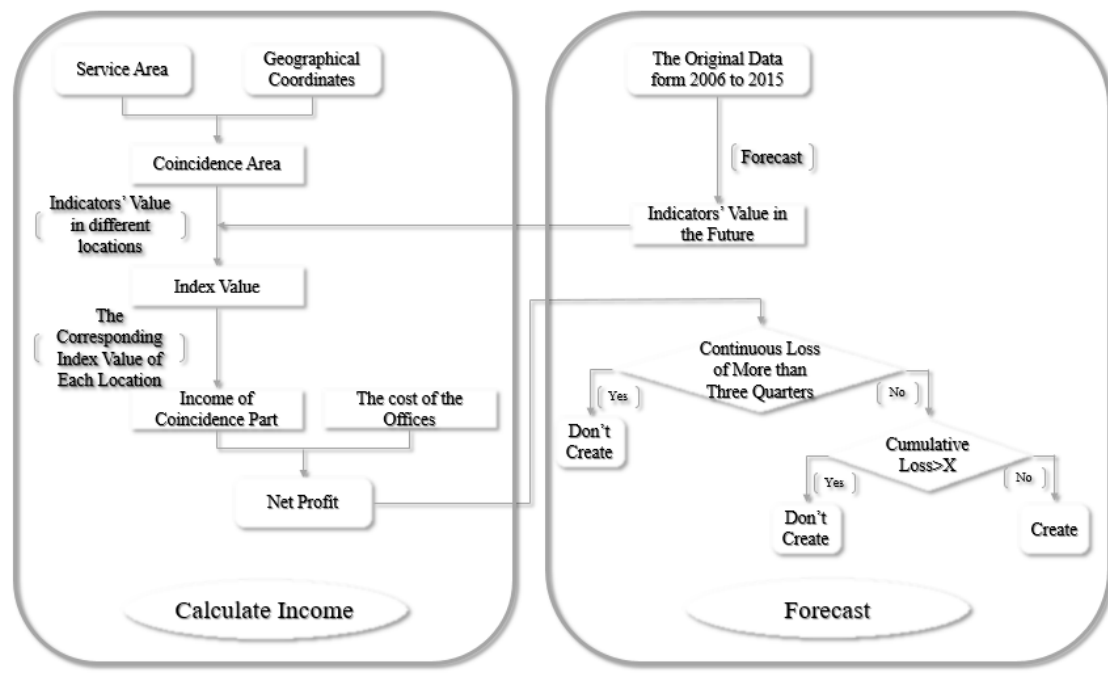 Service Area
Geographical
Coordinates
Coincidence Area
Indicators' Value
in different
locations
Index Value
The
Corresponding
Index Value of
Each Location
Income of
Coincidence Part
The cost of the
Offices
Net Profit
Calculate Income
The Original Data
form 2006 to 2015
Forecast
Indicators' Value in
the Future
Continuous Loss
of More than
Three Quarters
Yes
No
Don't
Create
Cumulative
Loss>X
Yes
No
Don't
Create
Create
Forecast